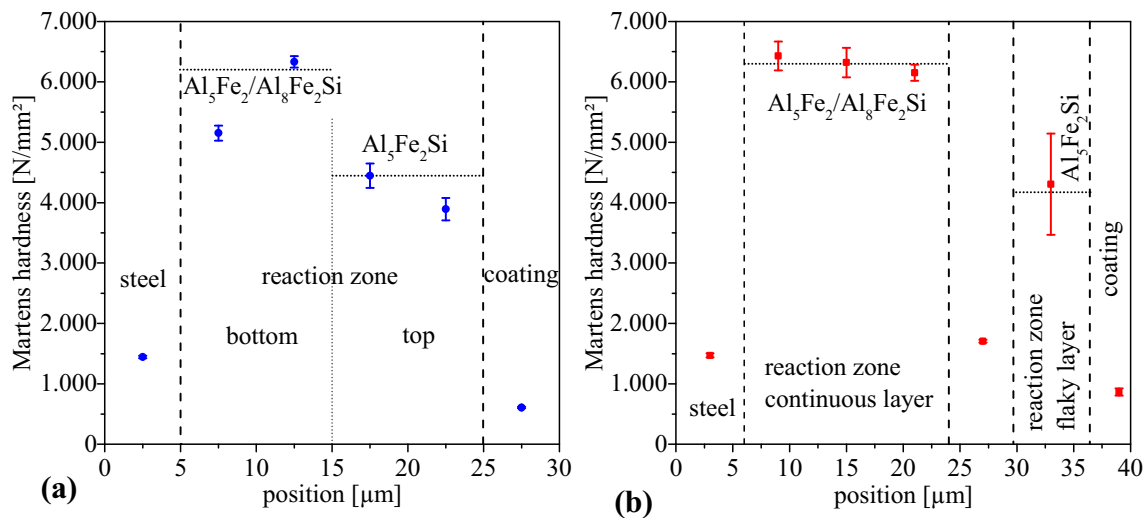 7.000
6.000
5.000
4.000
3.000
2.000
1.000
0
Martens hardness [N/mm²]
Al₅Fe₂/Al₈Fe₂Si
Al₅Fe₂Si
steel
reaction zone
coating
bottom
top
0 5 10 15 20 25 30
position [µm]
(a)
7.000
6.000
5.000
4.000
3.000
2.000
1.000
0
Martens hardness [N/mm²]
Al₅Fe₂/Al₈Fe₂Si
Al₅Fe₂Si
steel
reaction zone
continuous layer
reaction zone
flaky layer
coating
0 5 10 15 20 25 30 35 40
position [µm]
(b)